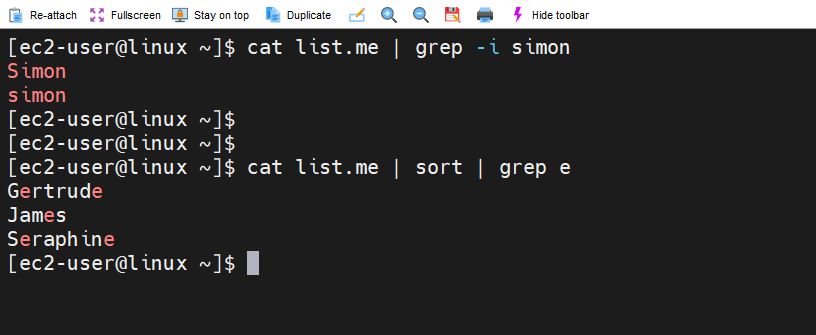 Re-attach Fullscreen Stay on top Duplicate Hide toolbar
[ec2-user@linux ~]$ cat list.me | grep -i simon
Simon
simon
[ec2-user@linux ~]$
[ec2-user@linux ~]$
[ec2-user@linux ~]$ cat list.me | sort | grep e
Gertrude
James
Seraphine
[ec2-user@linux ~]$